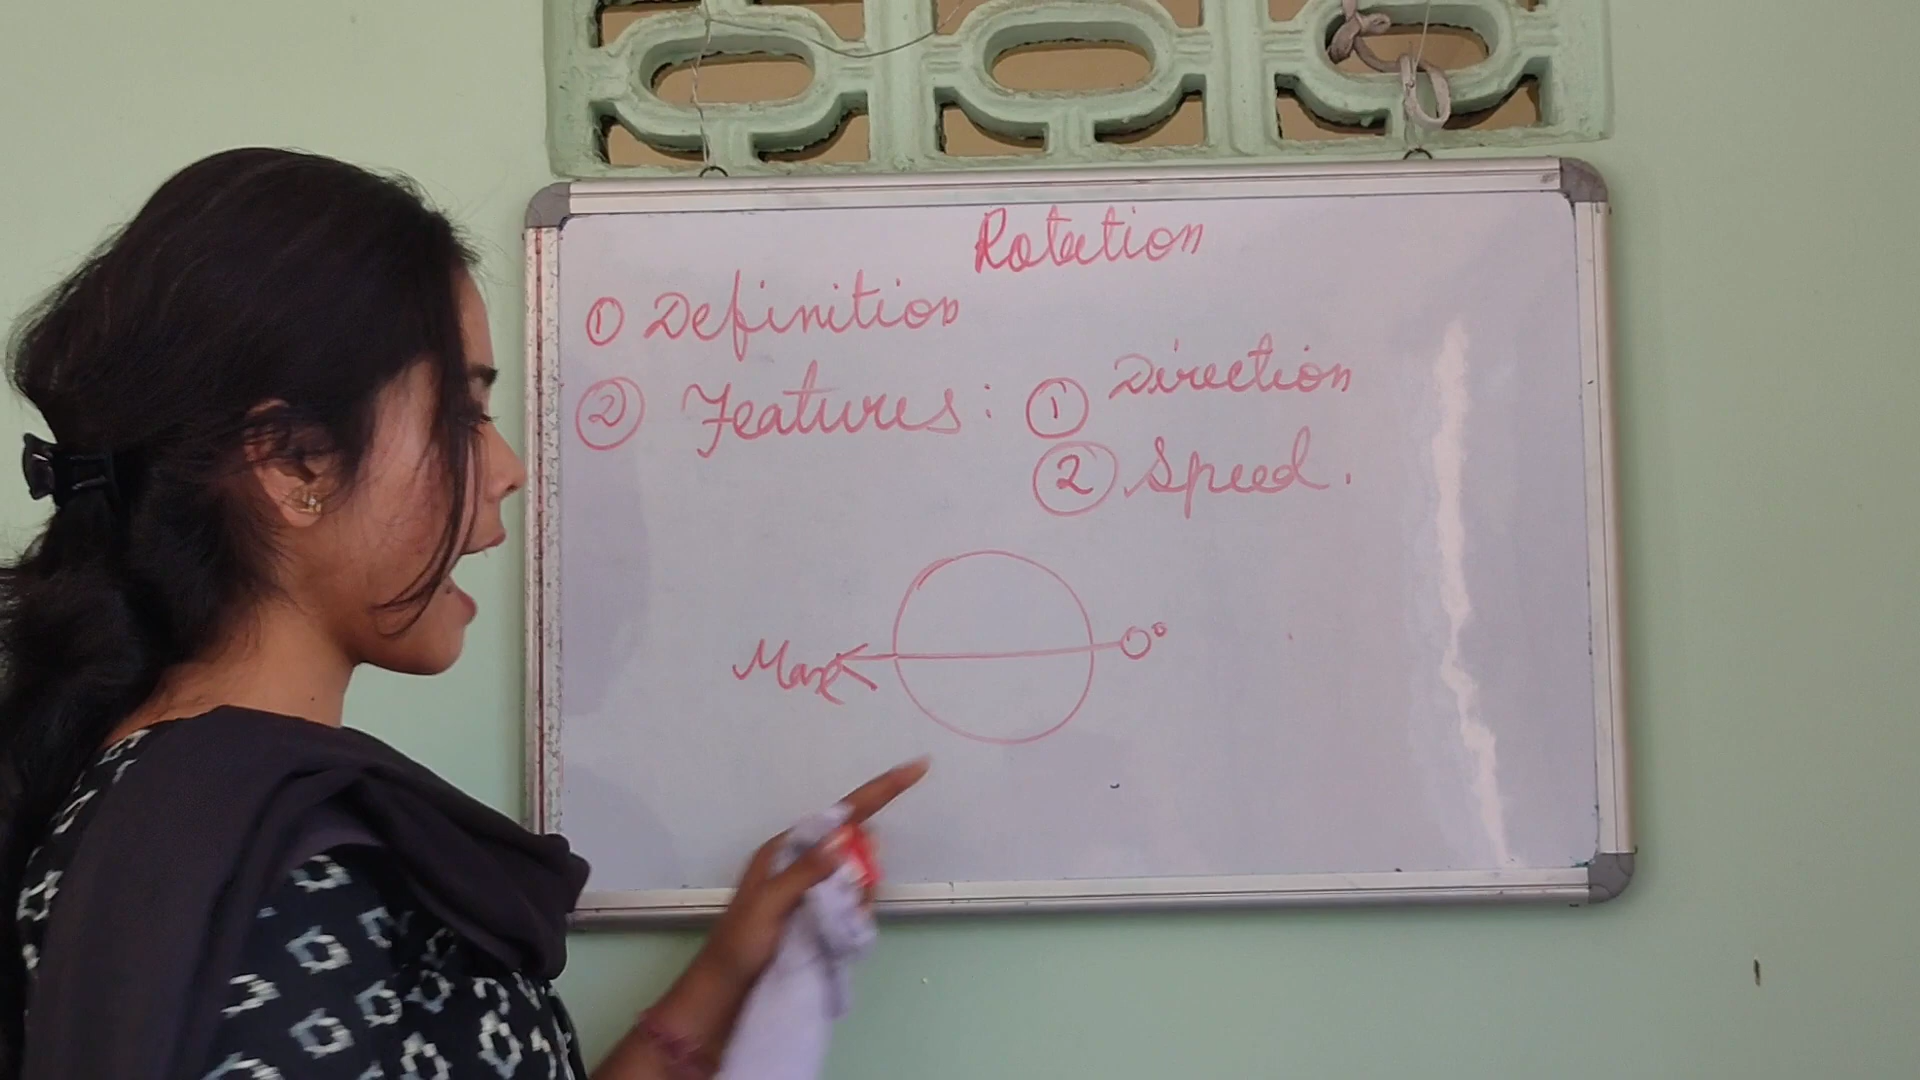 Rotation
① Definition
② Features : ① Direction
② Speed.
Max 0°